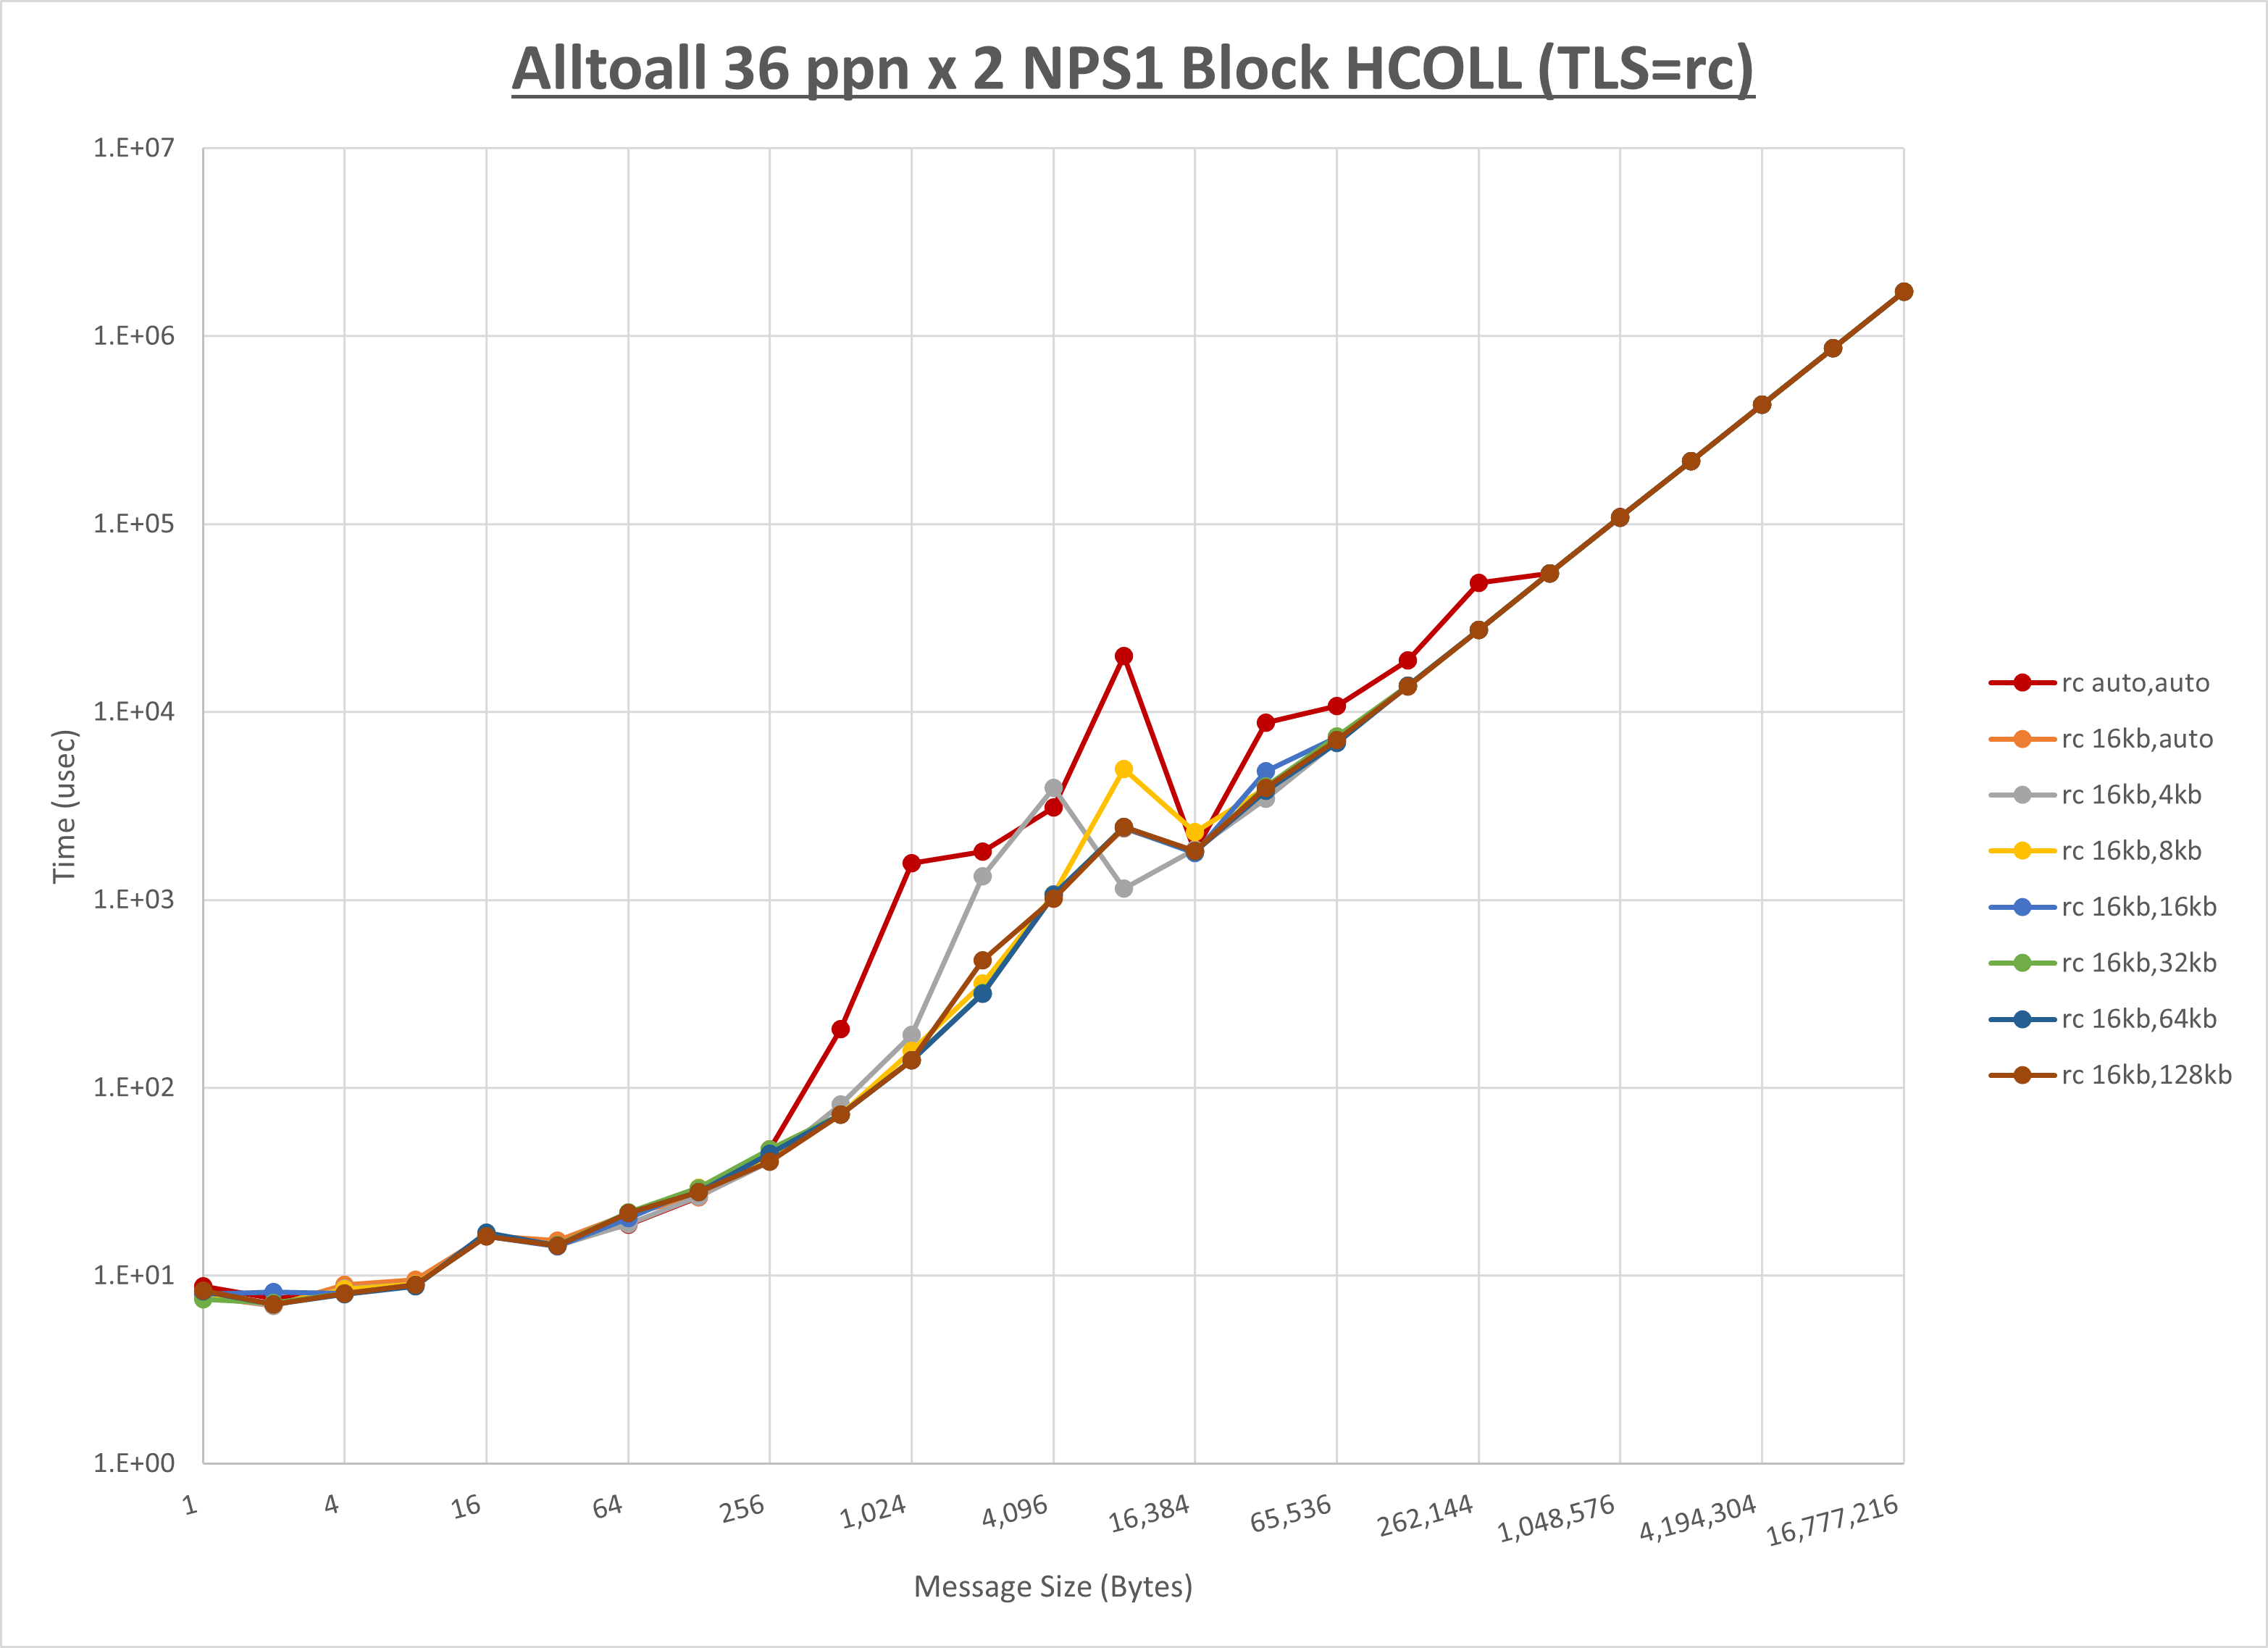 Alltoall 36 ppn x 2 NPS1 Block HCOLL (TLS=rc)
1.E+07
1.E+06
1.E+05
1.E+04
1.E+03
1.E+02
1.E+01
1.E+00
Time (usec)
1
4
16
64
256
1,024
4,096
16,384
65,536
262,144
1,048,576
4,194,304
16,777,216
Message Size (Bytes)
rc auto,auto
rc 16kb,auto
rc 16kb,4kb
rc 16kb,8kb
rc 16kb,16kb
rc 16kb,32kb
rc 16kb,64kb
rc 16kb,128kb